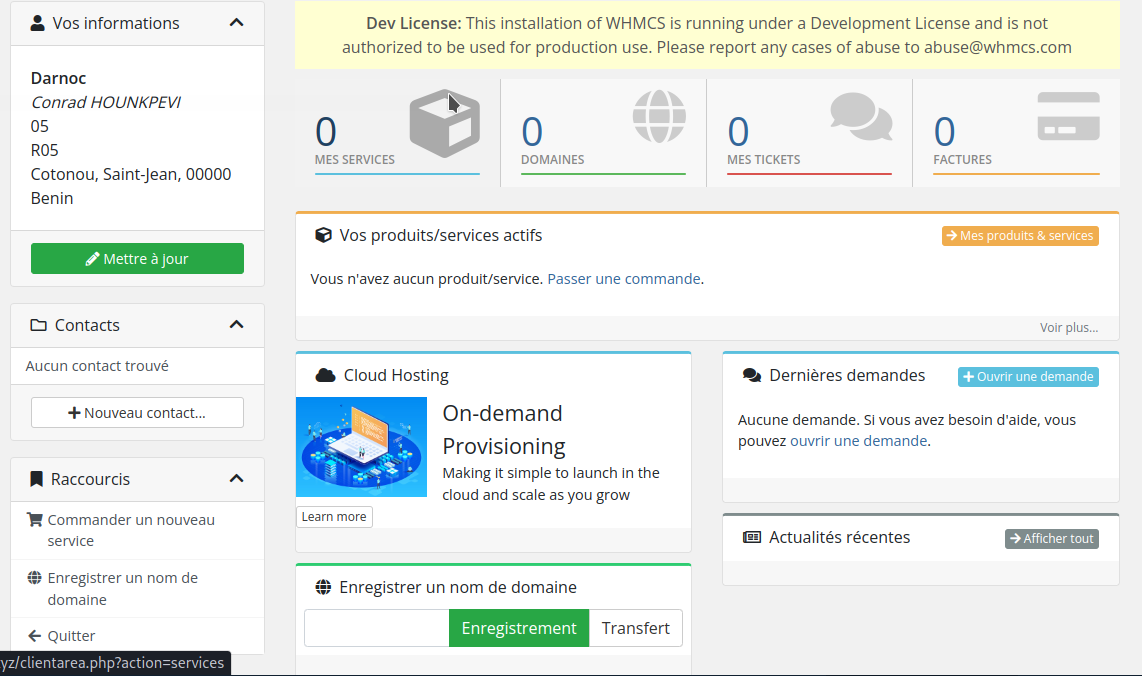 Vos informations
Darnoc
Conrad HOUNKPEVI
05
R05
Cotonou, Saint-Jean, 00000
Benin
Mettre à jour
Contacts
Aucun contact trouvé
Nouveau contact...
Raccourcis
Commander un nouveau
service
Enregistrer un nom de
domaine
Quitter
yz/clientarea.php?action=services
Dev License: This installation of WHMCS is running under a Development License and is not
authorized to be used for production use. Please report any cases of abuse to abuse@whmcs.com
0
MES SERVICES
0
DOMAINES
0
MES TICKETS
0
FACTURES
Vos produits/services actifs
Mes produits & services
Vous n'avez aucun produit/service. Passer une commande.
Voir plus...
Cloud Hosting
On-demand
Provisioning
Making it simple to launch in the
cloud and scale as you grow
Learn more
Enregistrer un nom de domaine
Enregistrement
Transfert
Dernières demandes
Ouvrir une demande
Aucune demande. Si vous avez besoin d'aide, vous
pouvez ouvrir une demande.
Actualités récentes
Afficher tout